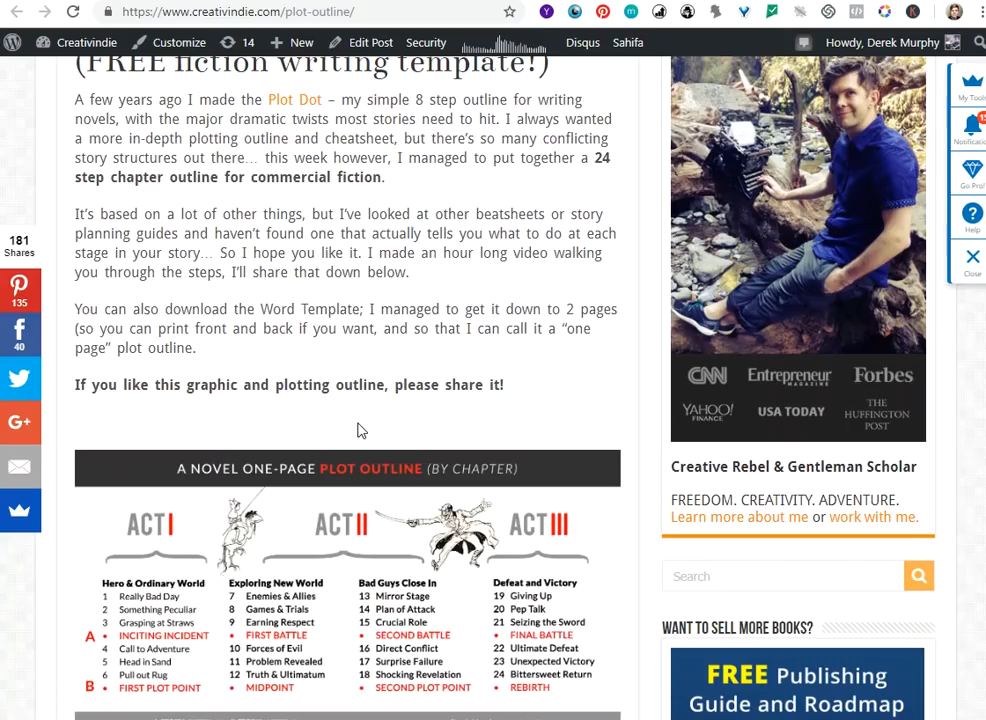 https://www.creativindie.com/plot-outline/
Creativindie Customize 14 New Edit Post Security Disqus Sahifa Howdy, Derek Murphy
(FREE fiction writing template!)
A few years ago I made the Plot Dot – my simple 8 step outline for writing
novels, with the major dramatic twists most stories need to hit. I always wanted
a more in-depth plotting outline and cheatsheet, but there's so many conflicting
story structures out there… this week however, I managed to put together a 24
step chapter outline for commercial fiction.
It's based on a lot of other things, but I've looked at other beatsheets or story
planning guides and haven't found one that actually tells you what to do at each
stage in your story… So I hope you like it. I made an hour long video walking
you through the steps, I'll share that down below.
You can also download the Word Template; I managed to get it down to 2 pages
(so you can print front and back if you want, and so that I can call it a “one
page” plot outline.
If you like this graphic and plotting outline, please share it!
181
Shares
135
40
A NOVEL ONE-PAGE PLOT OUTLINE (BY CHAPTER)
ACT I
Hero & Ordinary World
1 Really Bad Day
2 Something Peculiar
3 Grasping at Straws
A • INCITING INCIDENT
4 Call to Adventure
5 Head in Sand
6 Pull out Rug
B • FIRST PLOT POINT
ACT II
Exploring New World
7 Enemies & Allies
8 Games & Trials
9 Earning Respect
• FIRST BATTLE
10 Forces of Evil
11 Problem Revealed
12 Truth & Ultimatum
• MIDPOINT
Bad Guys Close In
13 Mirror Stage
14 Plan of Attack
15 Crucial Role
• SECOND BATTLE
16 Direct Conflict
17 Surprise Failure
18 Shocking Revelation
• SECOND PLOT POINT
ACT III
Defeat and Victory
19 Giving Up
20 Pep Talk
21 Seizing the Sword
• FINAL BATTLE
22 Ultimate Defeat
23 Unexpected Victory
24 Bittersweet Return
• REBIRTH
CNN Entrepreneur MAGAZINE Forbes
YAHOO! FINANCE USA TODAY THE HUFFINGTON POST
Creative Rebel & Gentleman Scholar
FREEDOM. CREATIVITY. ADVENTURE.
Learn more about me or work with me.
Search
WANT TO SELL MORE BOOKS?
FREE Publishing
Guide and Roadmap
My Tool
Notificatio
Go Pro!
Help
Close